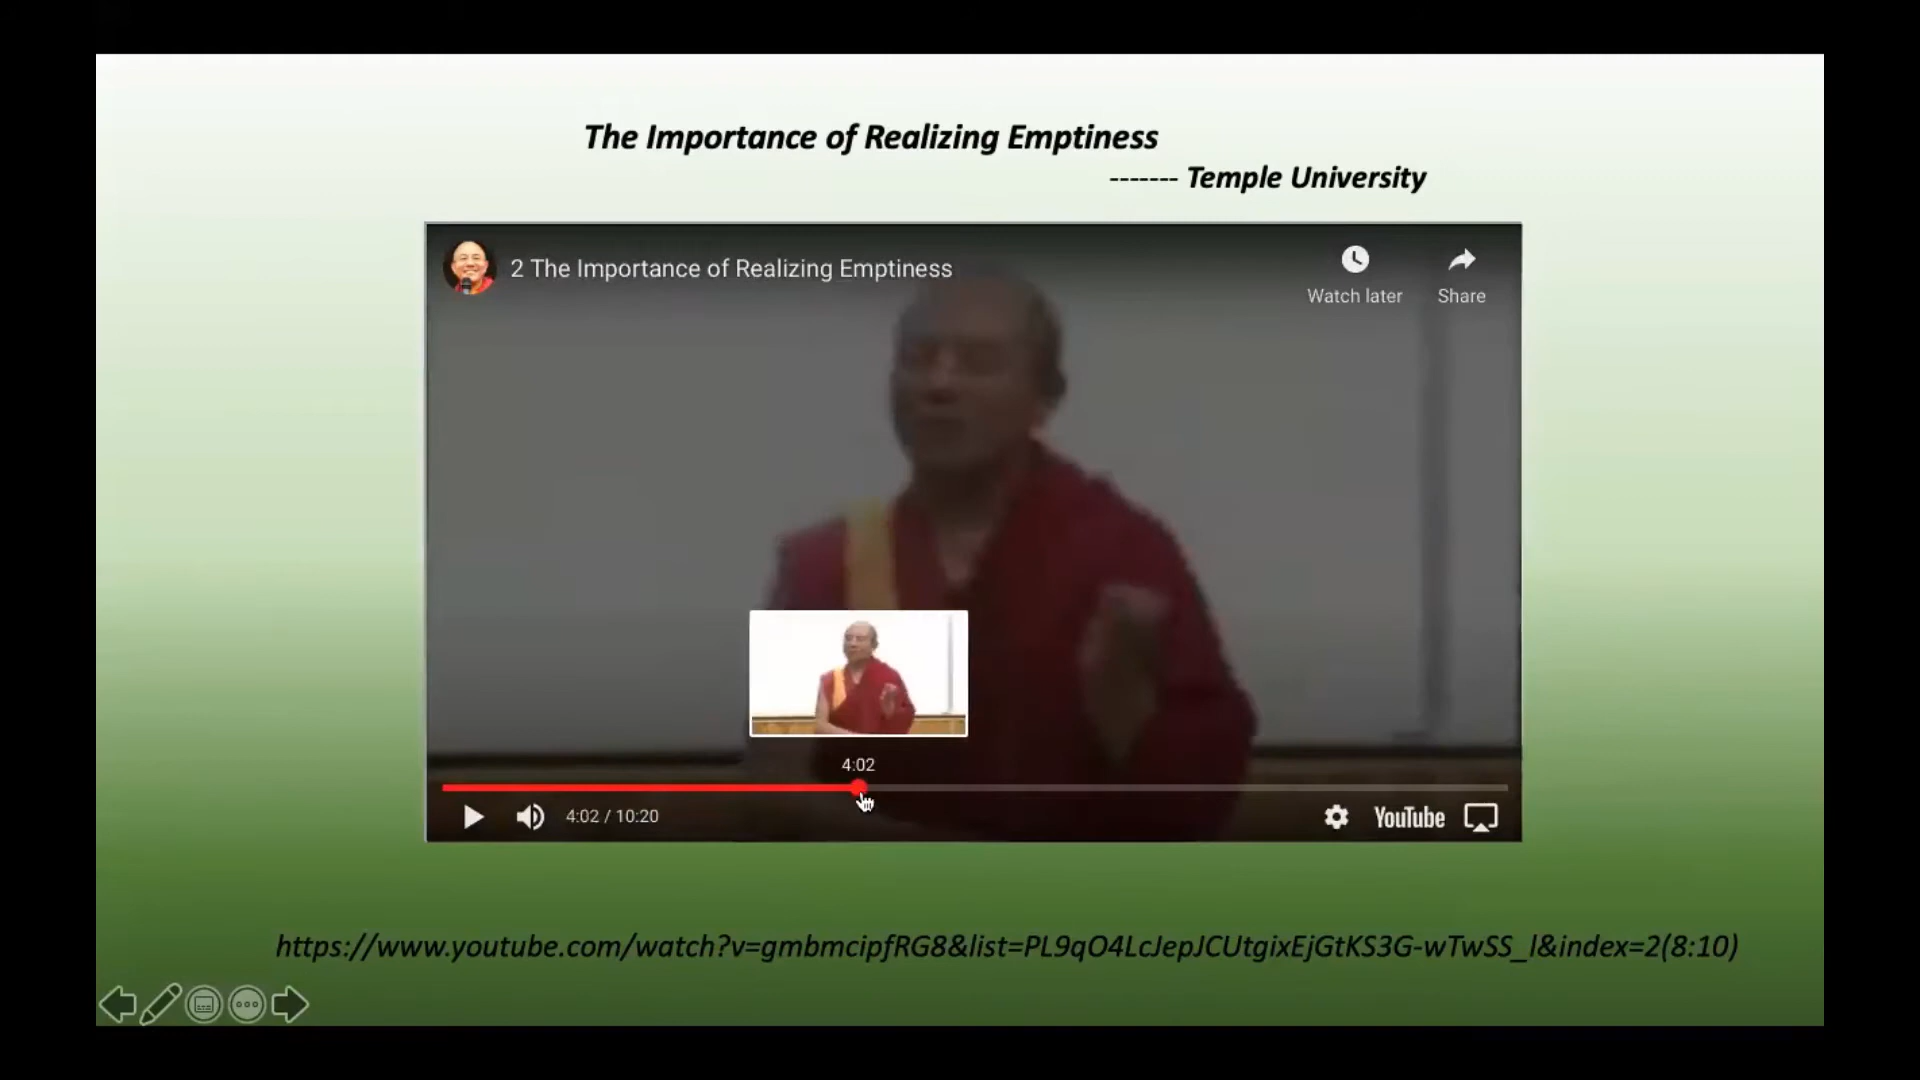 The Importance of Realizing Emptiness
------- Temple University
2 The Importance of Realizing Emptiness
Watch later
Share
4:02
4:02 / 10:20
YouTube
https://www.youtube.com/watch?v=gmbmcipfRG8&list=PL9qO4LcJepJCUtgixEjGtKS3G-wTwSS_l&index=2(8:10)